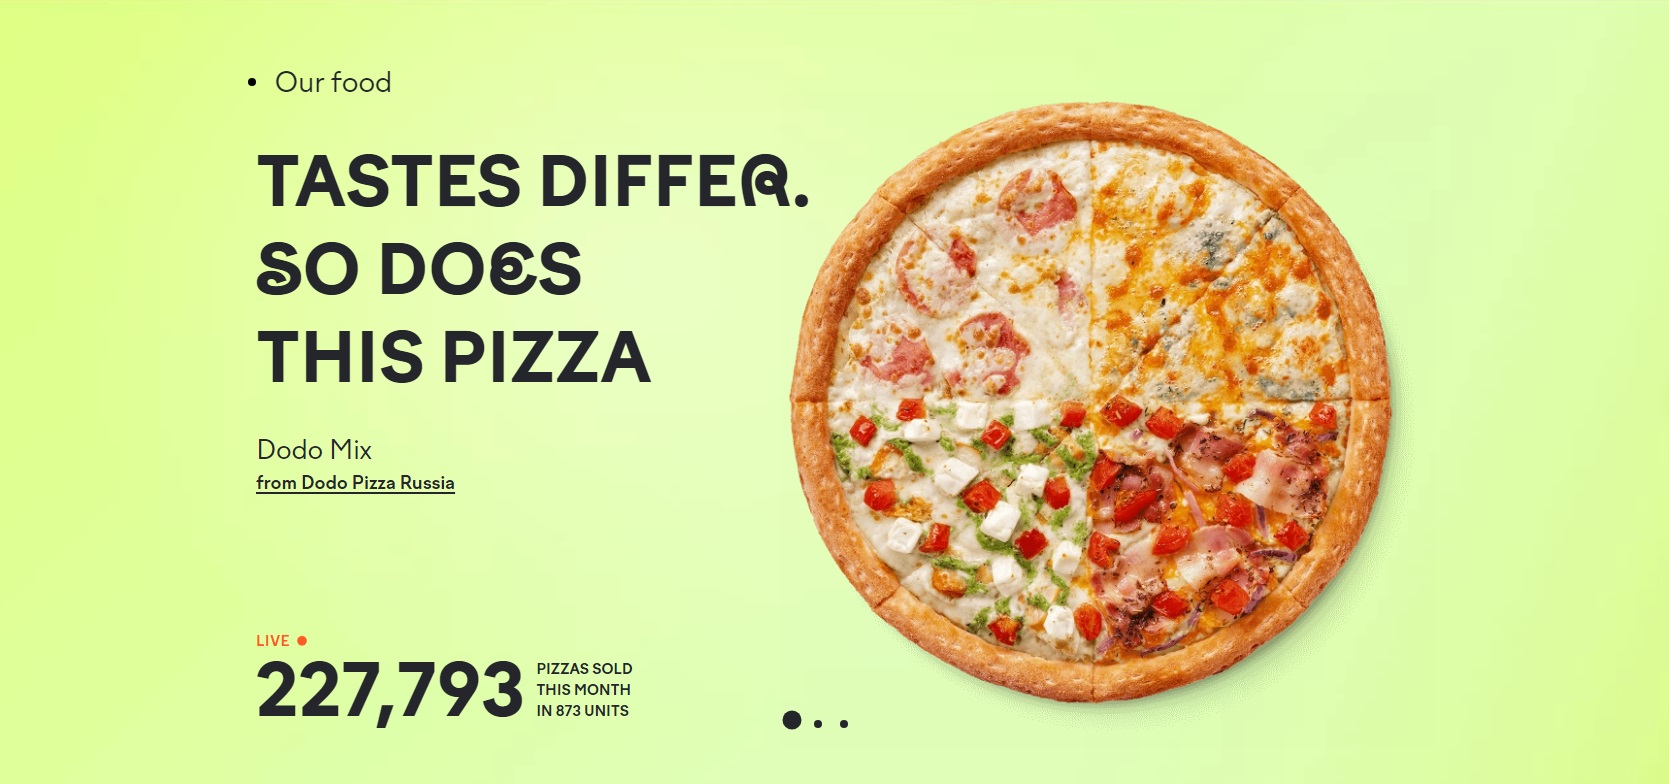 Our food
TASTES DIFFER.
SO DOES
THIS PIZZA
Dodo Mix
from Dodo Pizza Russia
LIVE
227,793
PIZZAS SOLD
THIS MONTH
IN 873 UNITS